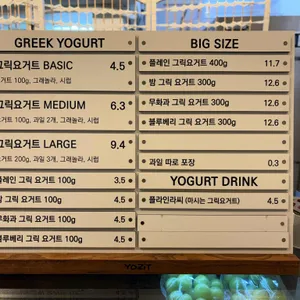 GREEK YOGURT
그릭요거트 BASIC 4.5
요거트 100g, 그래놀라, 시럽
그릭요거트 MEDIUM 6.3
요거트 100g, 과일 2개, 그래놀라, 시럽
그릭요거트 LARGE 9.4
요거트 200g, 과일 3개, 그래놀라, 시럽
플레인 그릭 요거트 100g 3.5
밤 그릭 요거트 100g 4.5
무화과 그릭 요거트 100g 4.5
블루베리 그릭 요거트 100g 4.5
BIG SIZE
플레인 그릭요거트 400g 11.7
밤 그릭 요거트 300g 12.6
무화과 그릭 요거트 300g 12.6
블루베리 그릭 요거트 300g 12.6
과일 따로 포장 0.3
YOGURT DRINK
플라인라씨 (마시는 그릭요거트) 4.5
YOZIT